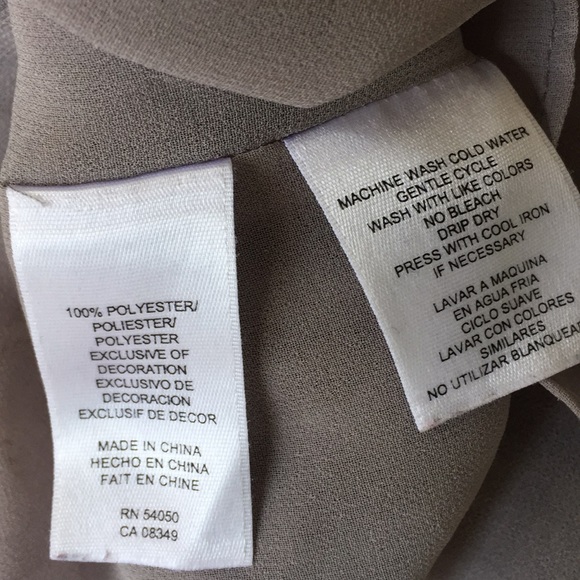 100% POLYESTER/
POLIESTER/
POLYESTER
EXCLUSIVE OF
DECORATION
EXCLUSIVO DE
DECORACION
EXCLUSIF DE DECOR
MADE IN CHINA
HECHO EN CHINA
FAIT EN CHINE
RN 54050
CA 08349
MACHINE WASH COLD WATER
GENTLE CYCLE
WASH WITH LIKE COLORS
NO BLEACH
DRIP DRY
PRESS WITH COOL IRON
IF NECESSARY
LAVAR A MAQUINA
EN AGUA FRIA
CICLO SUAVE
LAVAR CON COLORES
SIMILARES
NO UTILIZAR